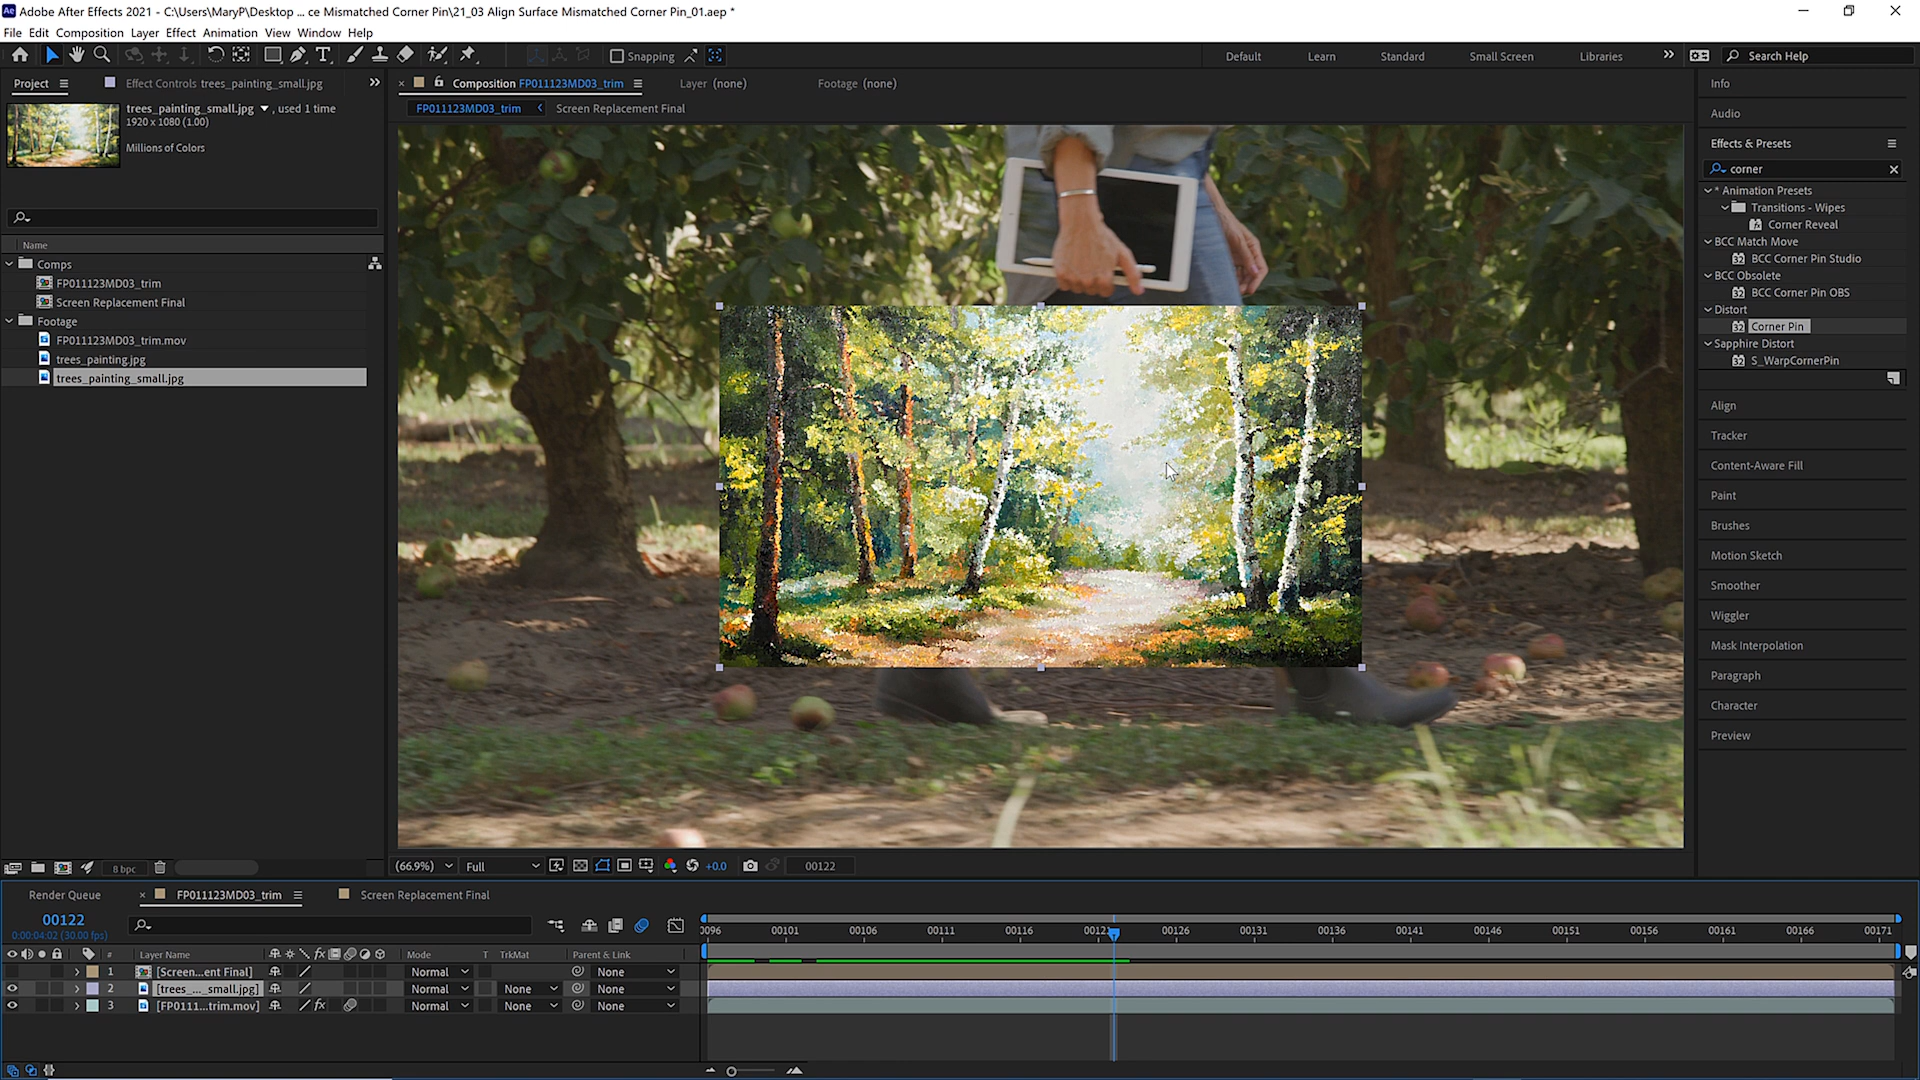 Adobe After Effects 2021 - C:\Users\MaryP\Desktop ... ce Mismatched Corner Pin\21_03 Align Surface Mismatched Corner Pin_01.aep *
File Edit Composition Layer Effect Animation View Window Help
Snapping
Default Learn Standard Small Screen Libraries Search Help
Project Effect Controls trees_painting_small.jpg
Composition FP011123MD03_trim Layer (none) Footage (none)
FP011123MD03_trim Screen Replacement Final
trees_painting_small.jpg , used 1 time
1920 x 1080 (1.00)
Millions of Colors
Name
Comps
FP011123MD03_trim
Screen Replacement Final
Footage
FP011123MD03_trim.mov
trees_painting.jpg
trees_painting_small.jpg
8 bpc
(66.9%) Full +0.0 00122
Info
Audio
Effects & Presets
corner
* Animation Presets
Transitions - Wipes
Corner Reveal
BCC Match Move
BCC Corner Pin Studio
BCC Obsolete
BCC Corner Pin OBS
Distort
Corner Pin
Sapphire Distort
S_WarpCornerPin
Align
Tracker
Content-Aware Fill
Paint
Brushes
Motion Sketch
Smoother
Wiggler
Mask Interpolation
Paragraph
Character
Preview
Render Queue FP011123MD03_trim Screen Replacement Final
00122
0:00:04:02 (30.00 fps)
0096 00101 00106 00111 00116 00121 00126 00131 00136 00141 00146 00151 00156 00161 00166 00171
# Layer Name Mode T TrkMat Parent & Link
1 [Screen...ent Final] Normal None
2 [trees_..._small.jpg] Normal None None
3 [FP0111...trim.mov] fx Normal None None